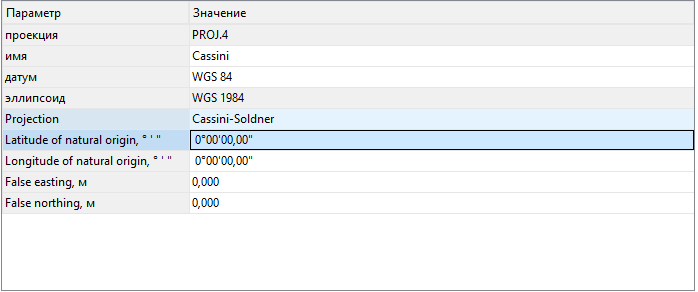 Параметр Значение
проекция PROJ.4
имя Cassini
датум WGS 84
эллипсоид WGS 1984
Projection Cassini-Soldner
Latitude of natural origin, ° ' " 0°00'00,00"
Longitude of natural origin, ° ' " 0°00'00,00"
False easting, м 0,000
False northing, м 0,000